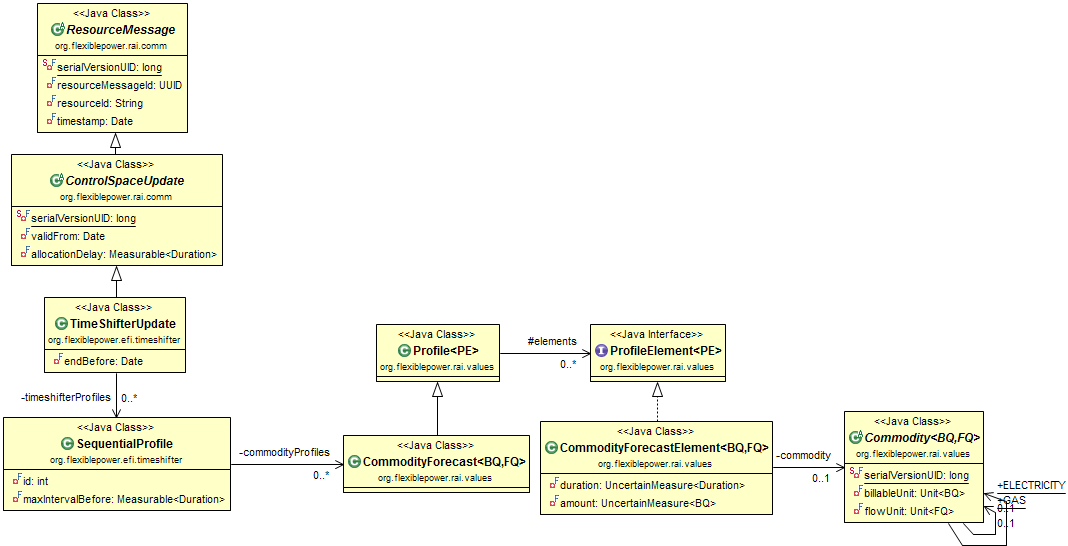 <<Java Class>>
ResourceMessage
org.flexiblepower.rai.comm
serialVersionUID: long
resourceMessageId: UUID
resourceId: String
timestamp: Date
<<Java Class>>
ControlSpaceUpdate
org.flexiblepower.rai.comm
serialVersionUID: long
validFrom: Date
allocationDelay: Measurable<Duration>
<<Java Class>>
TimeShifterUpdate
org.flexiblepower.efi.timeshifter
endBefore: Date
-timeshifterProfiles
0..*
<<Java Class>>
SequentialProfile
org.flexiblepower.efi.timeshifter
id: int
maxIntervalBefore: Measurable<Duration>
-commodityProfiles
0..*
<<Java Class>>
Profile<PE>
org.flexiblepower.rai.values
#elements
0..*
<<Java Interface>>
ProfileElement<PE>
org.flexiblepower.rai.values
<<Java Class>>
CommodityForecast<BQ,FQ>
org.flexiblepower.rai.values
<<Java Class>>
CommodityForecastElement<BQ,FQ>
org.flexiblepower.rai.values
duration: UncertainMeasure<Duration>
amount: UncertainMeasure<BQ>
-commodity
0..1
<<Java Class>>
Commodity<BQ,FQ>
org.flexiblepower.rai.values
serialVersionUID: long
billableUnit: Unit<BQ>
flowUnit: Unit<FQ>
+ELECTRICITY
+GAS
0..1
0..1